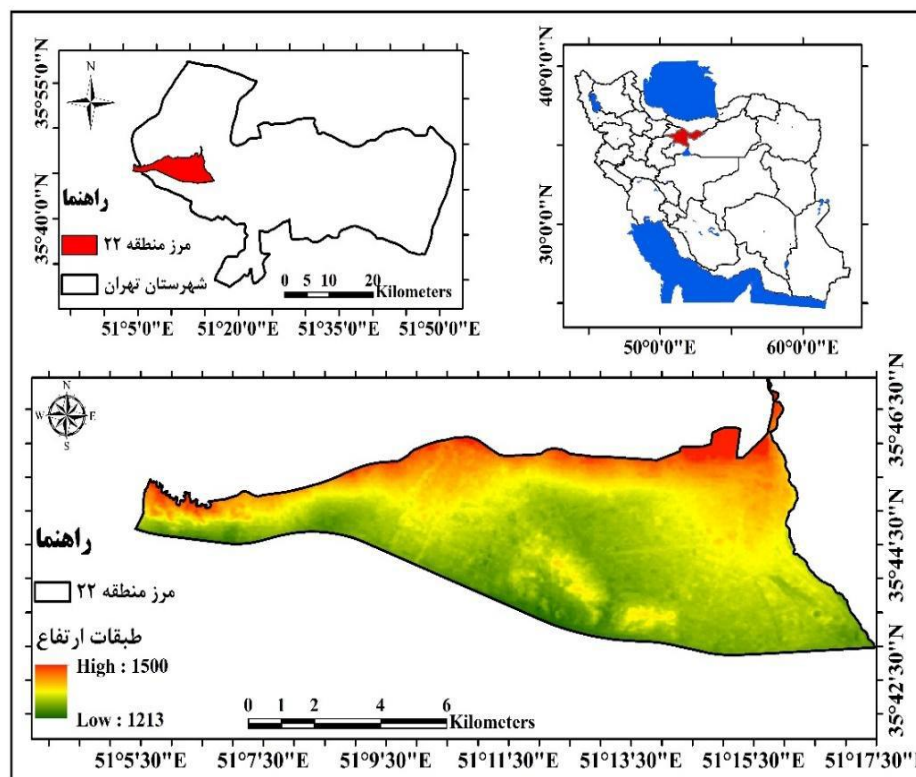 N
35°55'0"N
35°40'0"N
راهنما
مرز منطقه ۲۲
شهرستان تهران
0 5 10 20
Kilometers
51°5'0"E 51°20'0"E 51°35'0"E 51°50'0"E
40°0'0"N
30°0'0"N
50°0'0"E 60°0'0"E
N
W E
S
راهنما
مرز منطقه ۲۲
طبقات ارتفاع
High : 1500
Low : 1213
0 1 2 4 6
Kilometers
35°46'30"N
35°44'30"N
35°42'30"N
51°5'30"E 51°7'30"E 51°9'30"E 51°11'30"E 51°13'30"E 51°15'30"E 51°17'30"E